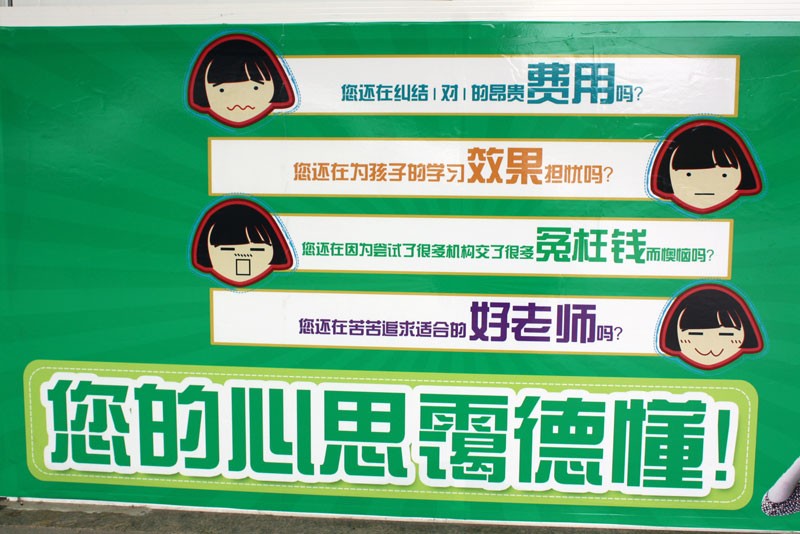 您还在纠结1对1的昂贵费用吗?
您还在为孩子的学习效果担忧吗?
您还在因为尝试了很多机构交了很多冤枉钱而懊恼吗?
您还在苦苦追求适合的好老师吗?
您的心思霭德懂!